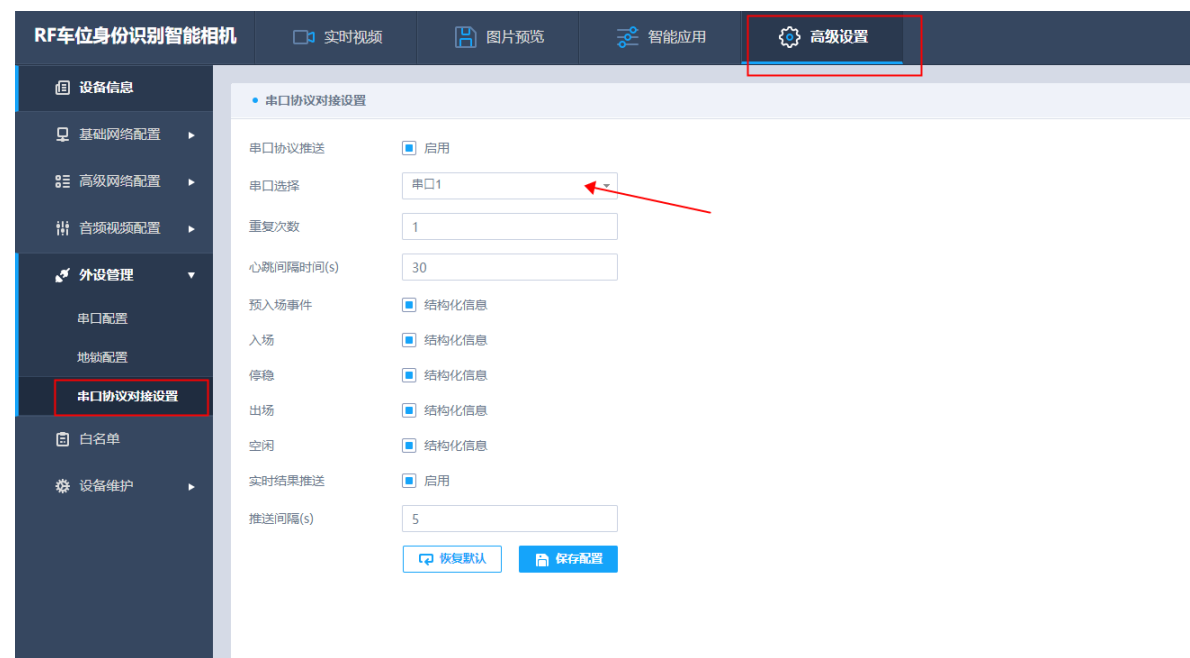 RF车位身份识别智能相机
实时视频
图片预览
智能应用
高级设置
设备信息
基础网络配置
高级网络配置
音频视频配置
外设管理
串口配置
地锁配置
串口协议对接设置
白名单
设备维护
串口协议对接设置
串口协议推送 启用
串口选择 串口1
重复次数 1
心跳间隔时间(s) 30
预入场事件 结构化信息
入场 结构化信息
停稳 结构化信息
出场 结构化信息
空闲 结构化信息
实时结果推送 启用
推送间隔(s) 5
恢复默认 保存配置